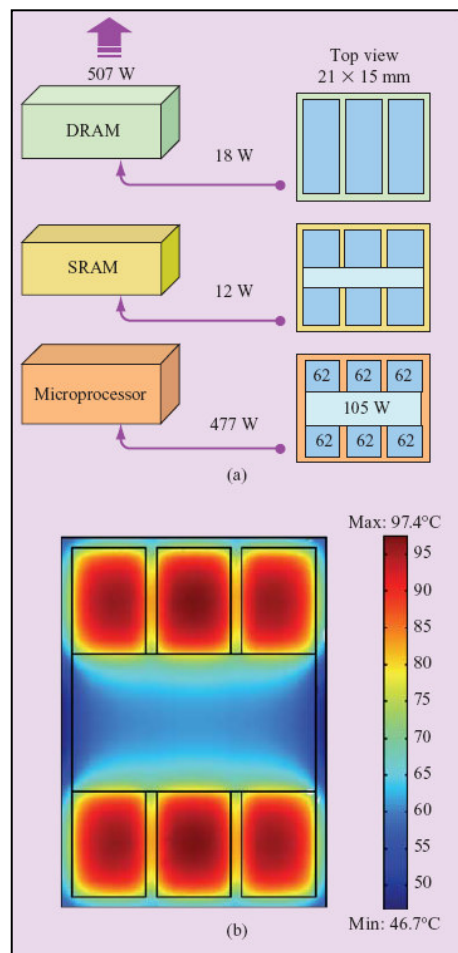 507 W
Top view
21 × 15 mm
DRAM
18 W
SRAM
12 W
Microprocessor
477 W
62 62 62
105 W
62 62 62
(a)
Max: 97.4°C
95
90
85
80
75
70
65
60
55
50
Min: 46.7°C
(b)